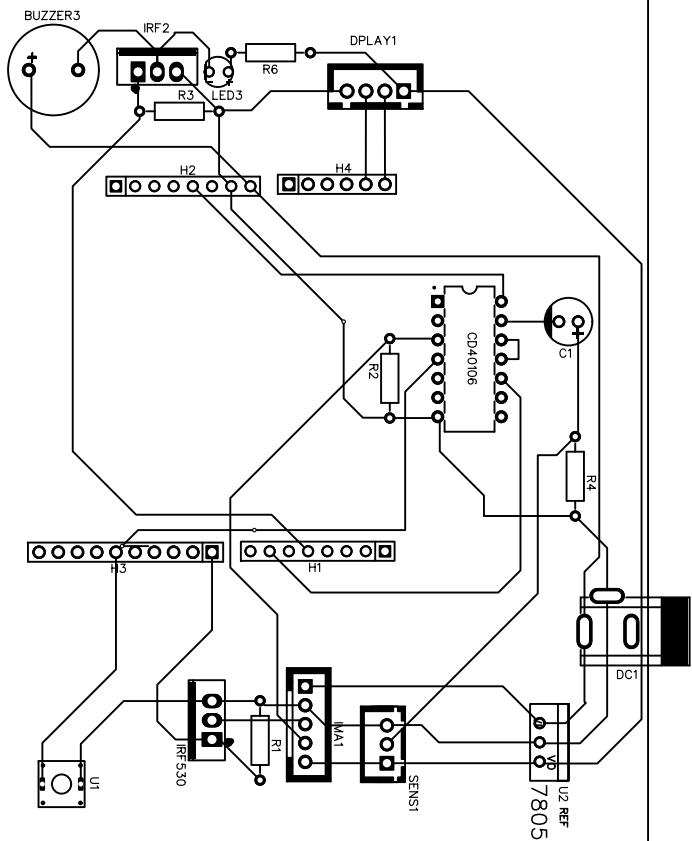 BUZZER3
IRF2
DPLAY1
R6
LED3
R3
H2
H4
CD40106
C1
R2
R4
H3
H1
DC1
IMA1
R1
IRF530
SENS1
U1
VO
U2 REF
7805